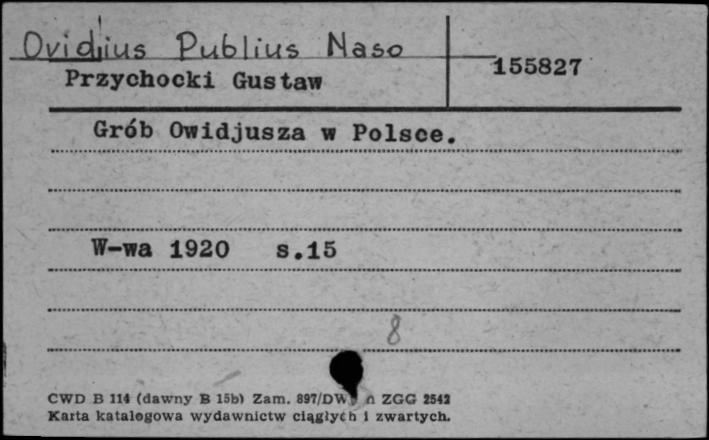 Ovidius Publius Naso
Przychocki Gustaw
155827
Grób Owidjusza w Polsce.
W-wa 1920 s.15
8
CWD B 114 (dawny B 15b) Zam. 897/DW ZGG 2542
Karta katalogowa wydawnictw ciągłych i zwartych.